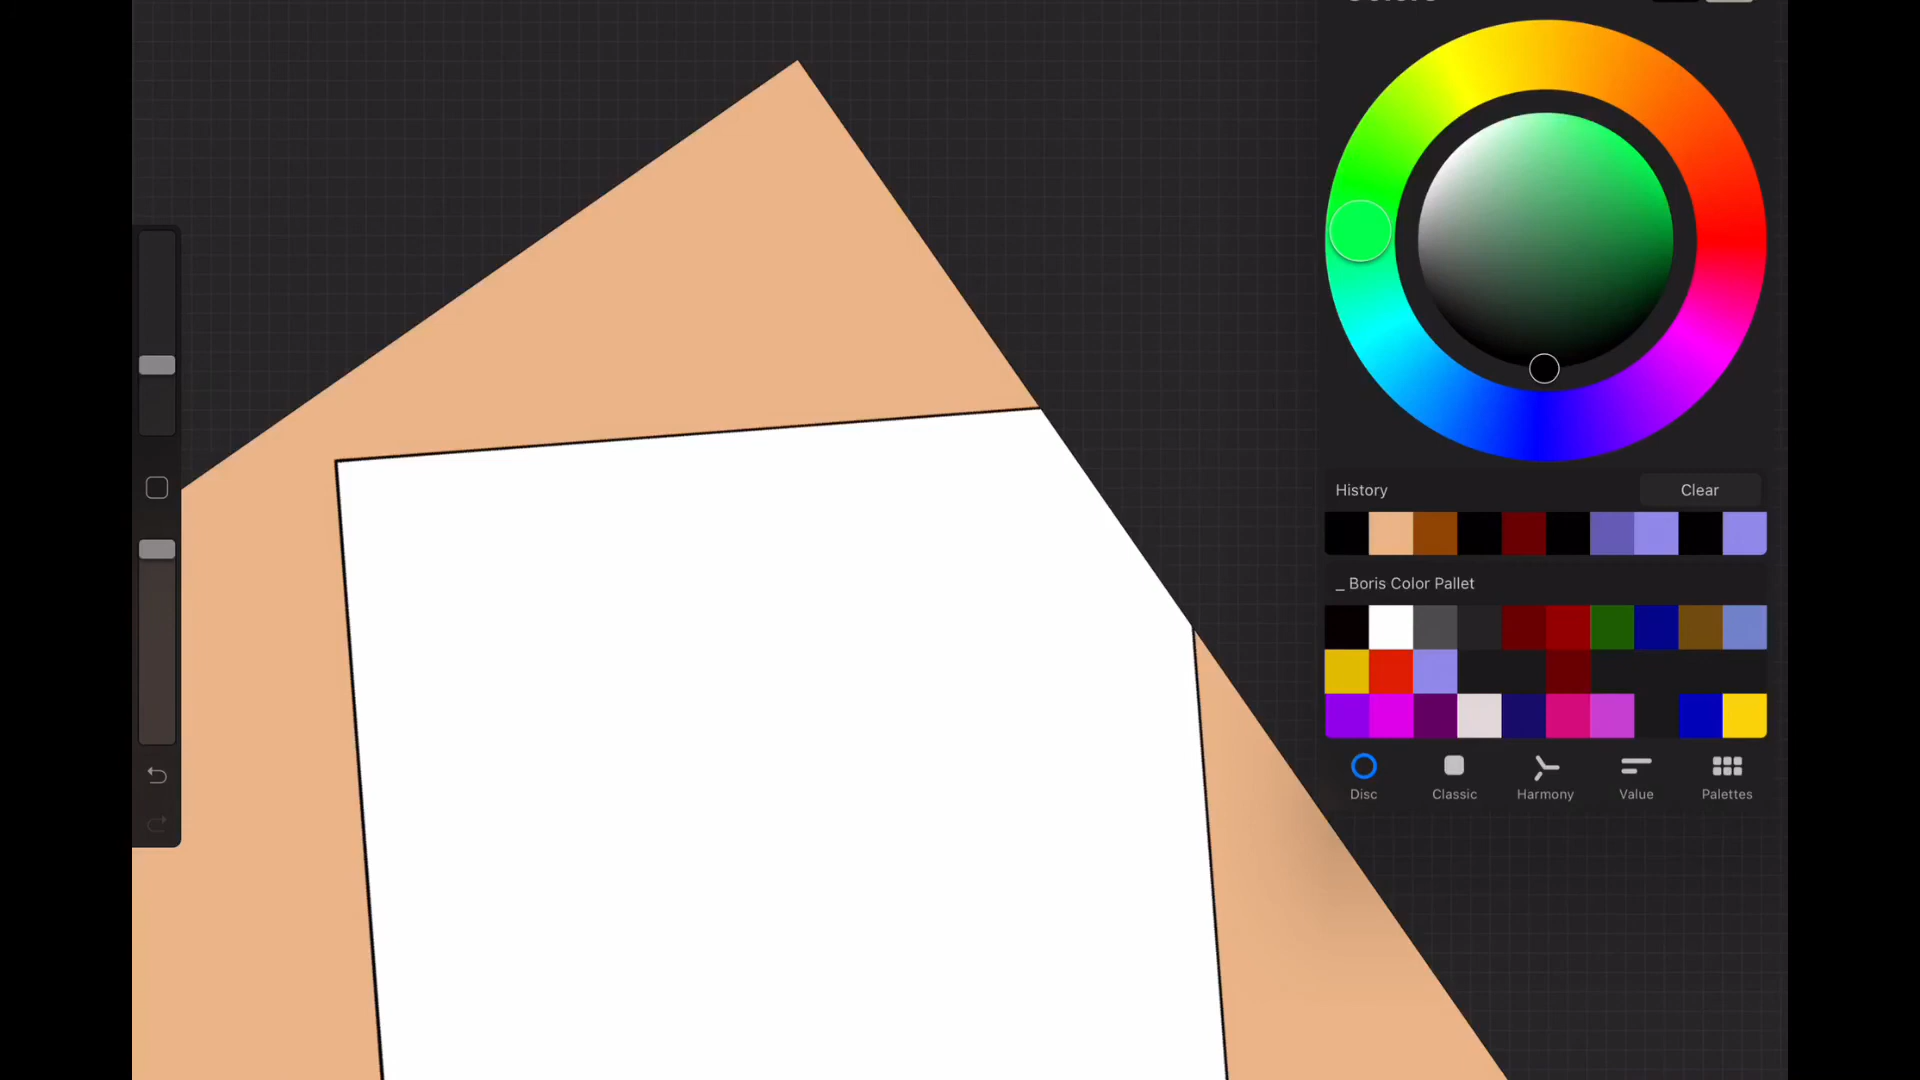 History
Clear
_ Boris Color Pallet
Disc
Classic
Harmony
Value
Palettes